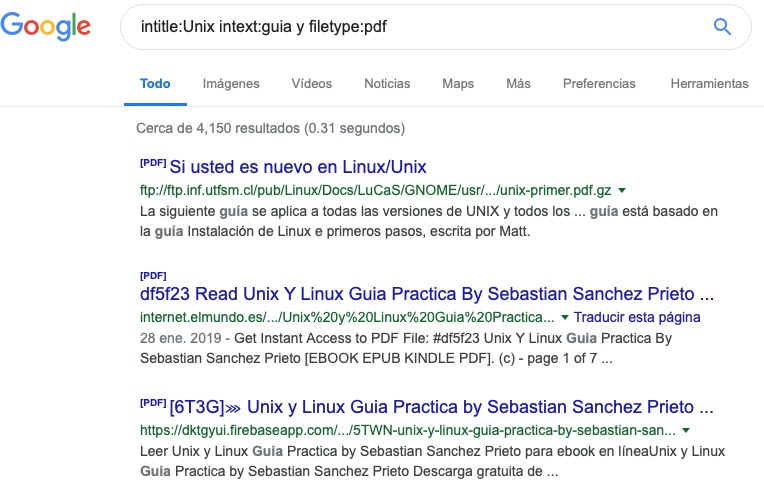 Google
intitle:Unix intext:guia y filetype:pdf
Todo Imágenes Vídeos Noticias Maps Más Preferencias Herramientas
Cerca de 4,150 resultados (0.31 segundos)
[PDF] Si usted es nuevo en Linux/Unix
ftp://ftp.inf.utfsm.cl/pub/Linux/Docs/LuCaS/GNOME/usr/.../unix-primer.pdf.gz
La siguiente guía se aplica a todas las versiones de UNIX y todos los ... guía está basado en
la guía Instalación de Linux e primeros pasos, escrita por Matt.
[PDF]
df5f23 Read Unix Y Linux Guia Practica By Sebastian Sanchez Prieto ...
internet.elmundo.es/.../Unix%20y%20Linux%20Guia%20Practica... Traducir esta página
28 ene. 2019 - Get Instant Access to PDF File: #df5f23 Unix Y Linux Guia Practica By
Sebastian Sanchez Prieto [EBOOK EPUB KINDLE PDF]. (c) - page 1 of 7 ...
[PDF] [6T3G]⋙ Unix y Linux Guia Practica by Sebastian Sanchez Prieto ...
https://dktgyui.firebaseapp.com/.../5TWN-unix-y-linux-guia-practica-by-sebastian-san...
Leer Unix y Linux Guia Practica by Sebastian Sanchez Prieto para ebook en líneaUnix y Linux
Guia Practica by Sebastian Sanchez Prieto Descarga gratuita de ...